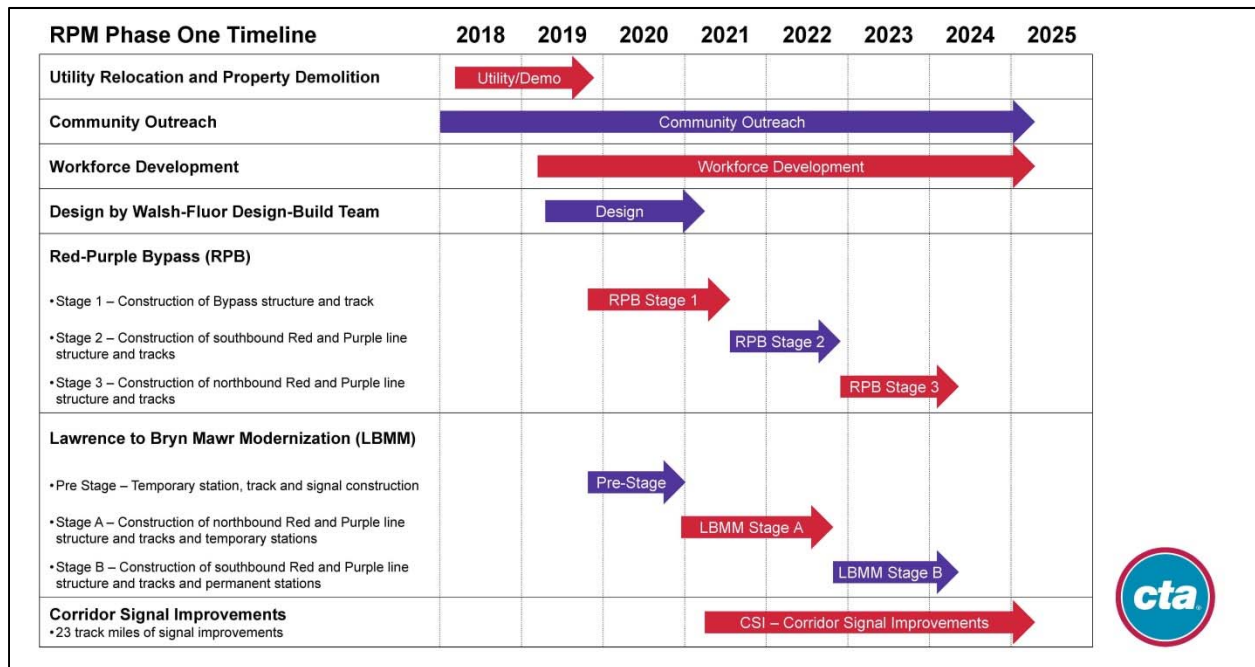 RPM Phase One Timeline 2018 2019 2020 2021 2022 2023 2024 2025
Utility Relocation and Property Demolition
Utility/Demo
Community Outreach
Community Outreach
Workforce Development
Workforce Development
Design by Walsh-Fluor Design-Build Team
Design
Red-Purple Bypass (RPB)
•Stage 1 – Construction of Bypass structure and track
RPB Stage 1
•Stage 2 – Construction of southbound Red and Purple line
structure and tracks
RPB Stage 2
•Stage 3 – Construction of northbound Red and Purple line
structure and tracks
RPB Stage 3
Lawrence to Bryn Mawr Modernization (LBMM)
•Pre Stage – Temporary station, track and signal construction
Pre-Stage
•Stage A – Construction of northbound Red and Purple line
structure and tracks and temporary stations
LBMM Stage A
•Stage B – Construction of southbound Red and Purple line
structure and tracks and permanent stations
LBMM Stage B
Corridor Signal Improvements
•23 track miles of signal improvements
CSI – Corridor Signal Improvements
cta